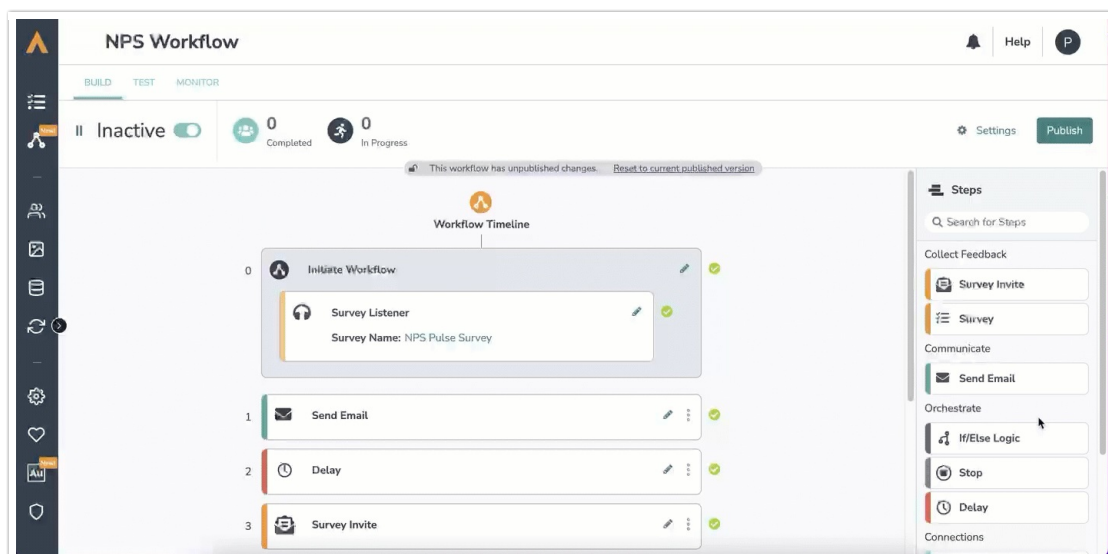 NPS Workflow
Help
P
BUILD TEST MONITOR
Inactive
0
Completed
0
In Progress
Settings
Publish
This workflow has unpublished changes. Reset to current published version
Workflow Timeline
0
Initiate Workflow
Survey Listener
Survey Name: NPS Pulse Survey
1
Send Email
2
Delay
3
Survey Invite
New!
Au
New!
Steps
Search for Steps
Collect Feedback
Survey Invite
Survey
Communicate
Send Email
Orchestrate
If/Else Logic
Stop
Delay
Connections